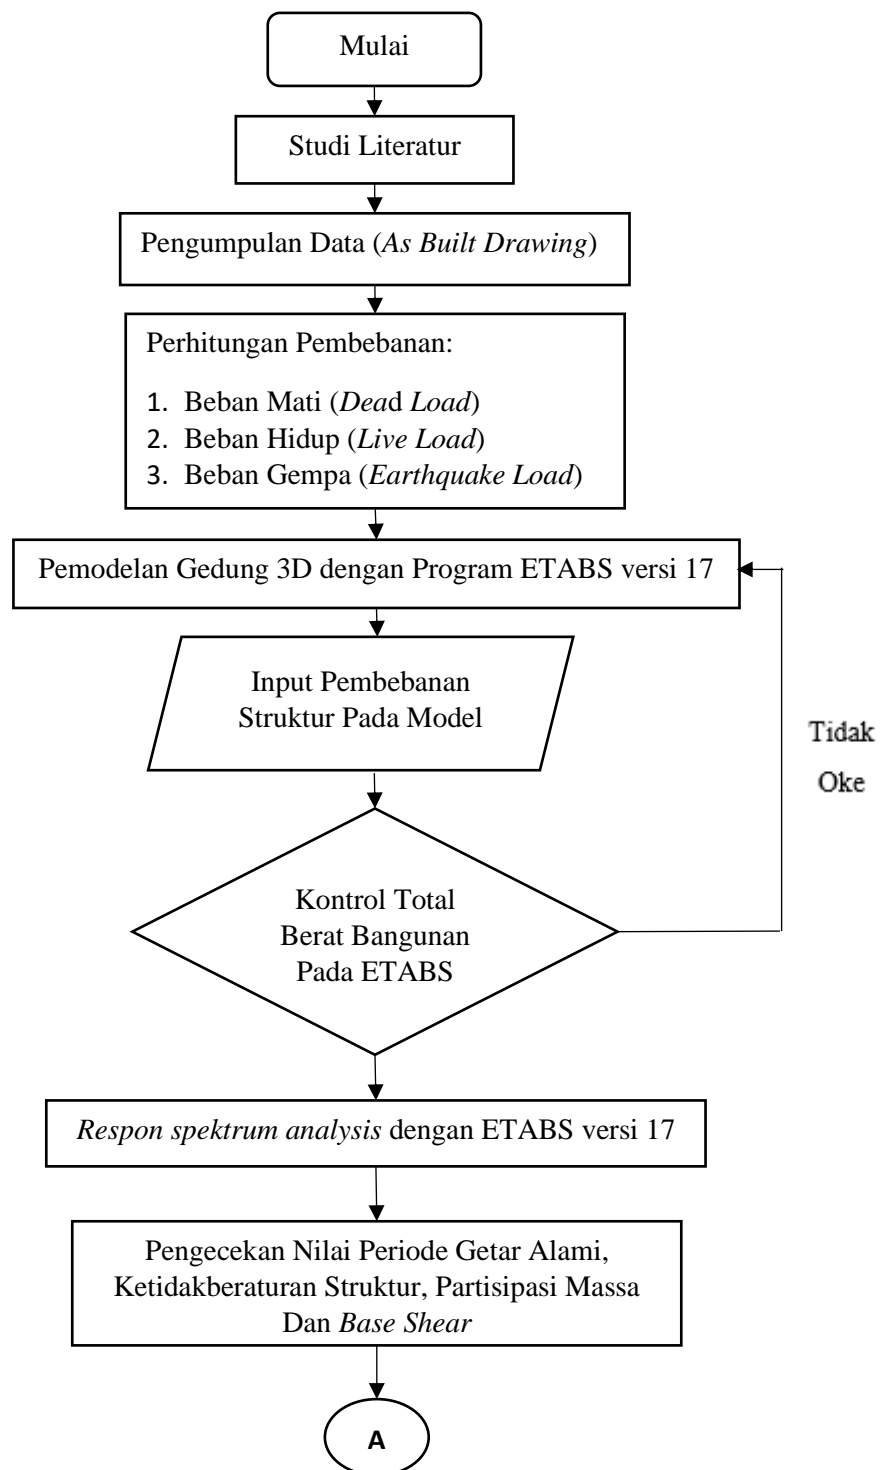 Mulai
Studi Literatur
Pengumpulan Data (As Built Drawing)
Perhitungan Pembebanan:
1. Beban Mati (Dead Load)
2. Beban Hidup (Live Load)
3. Beban Gempa (Earthquake Load)
Pemodelan Gedung 3D dengan Program ETABS versi 17
Input Pembebanan
Struktur Pada Model
Tidak
Oke
Kontrol Total
Berat Bangunan
Pada ETABS
Respon spektrum analysis dengan ETABS versi 17
Pengecekan Nilai Periode Getar Alami,
Ketidakberaturan Struktur, Partisipasi Massa
Dan Base Shear
A